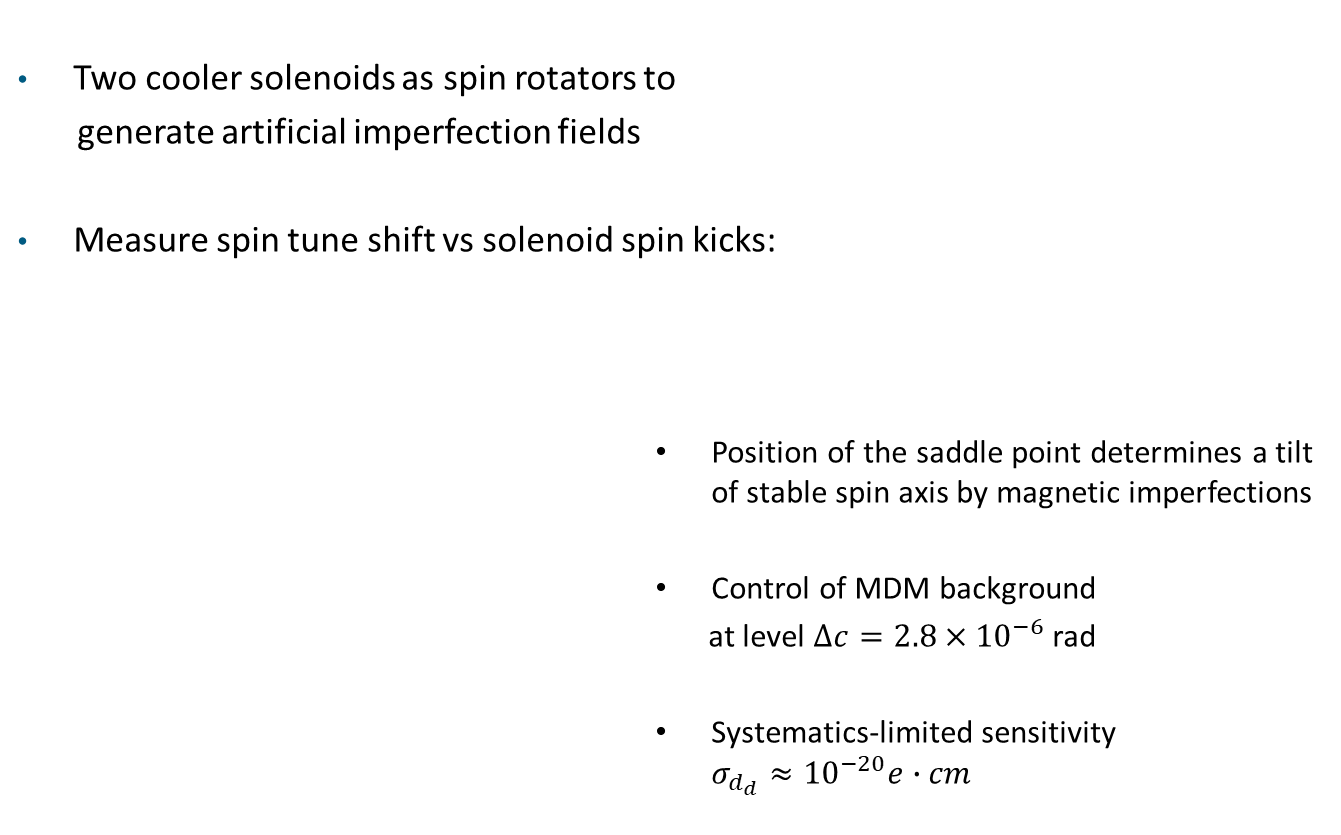 • Two cooler solenoids as spin rotators to
generate artificial imperfection fields
• Measure spin tune shift vs solenoid spin kicks:
• Position of the saddle point determines a tilt
of stable spin axis by magnetic imperfections
• Control of MDM background
at level Δc = 2.8 × 10⁻⁶ rad
• Systematics-limited sensitivity
σ_{d_d} ≈ 10⁻²⁰ e · cm